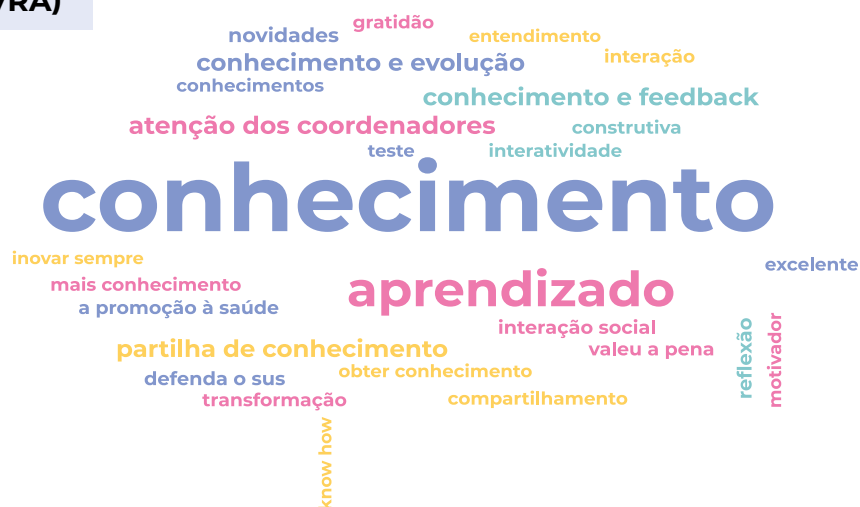 VRA)
gratidão
novidades
entendimento
conhecimento e evolução
interação
conhecimentos
conhecimento e feedback
atenção dos coordenadores
construtiva
teste
interatividade
conhecimento
inovar sempre
excelente
mais conhecimento
aprendizado
a promoção à saúde
interação social
partilha de conhecimento
valeu a pena
reflexão
motivador
defenda o sus
obter conhecimento
transformação
compartilhamento
know how